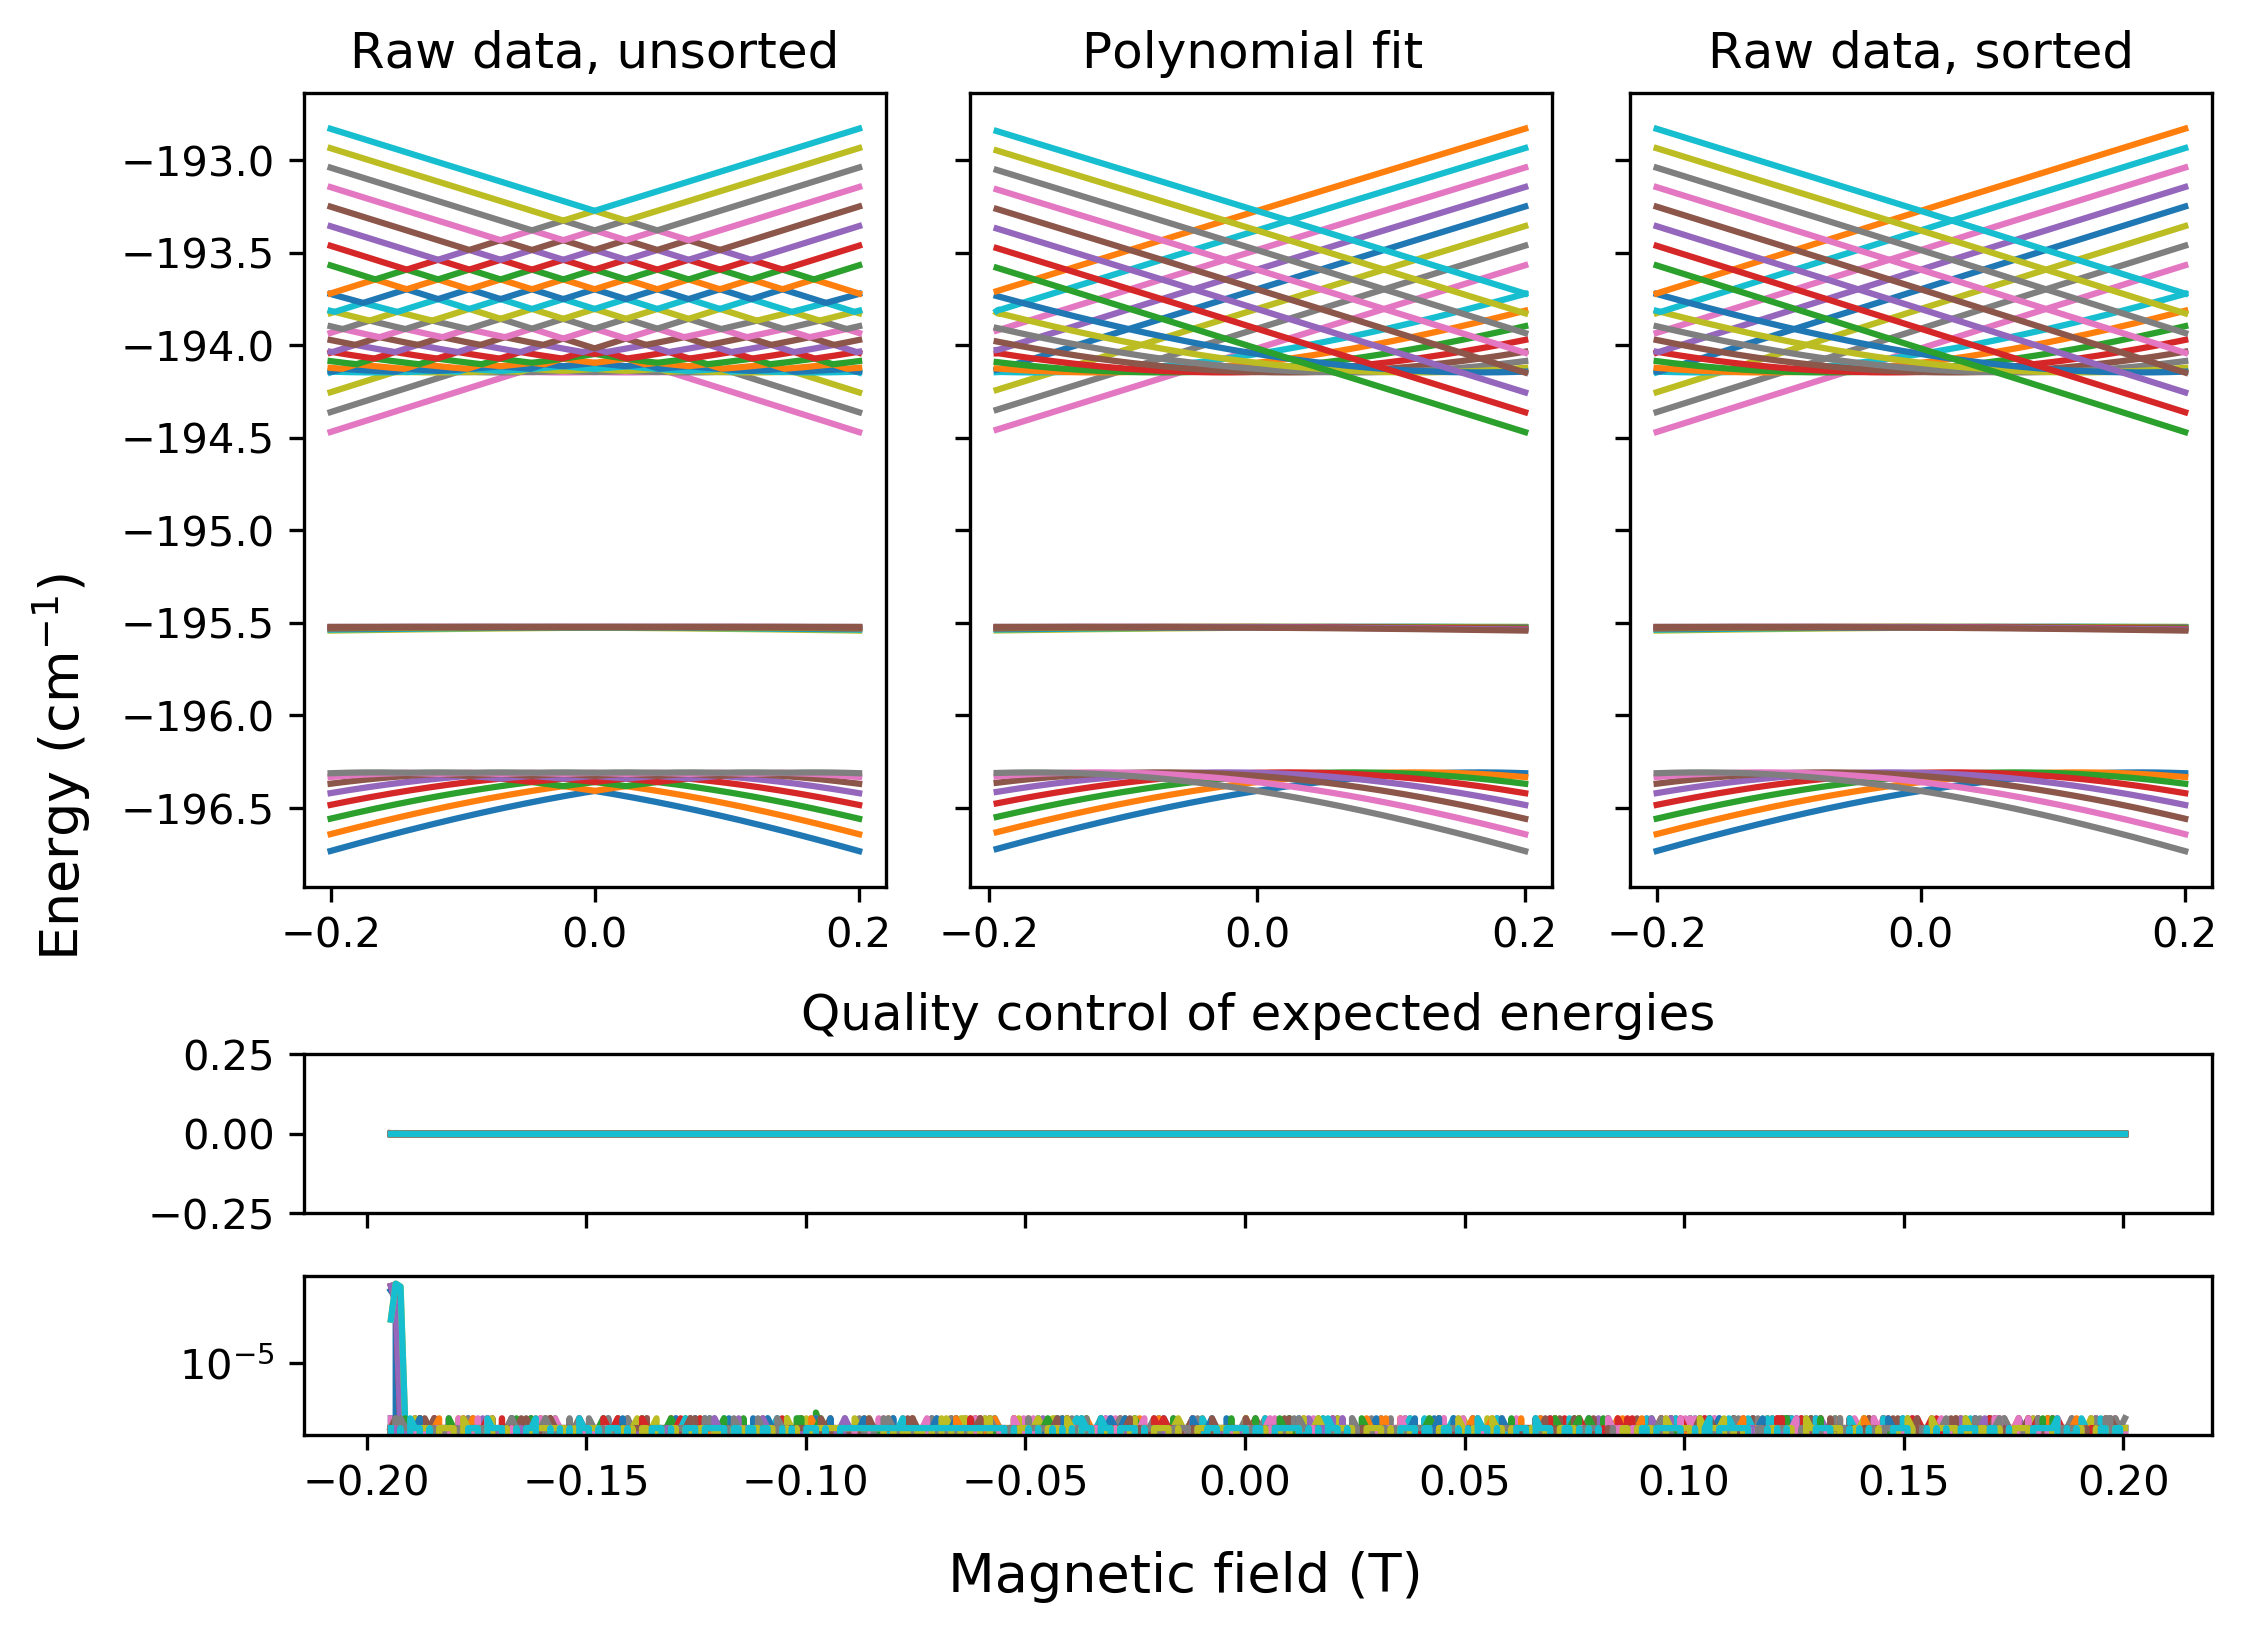 Raw data, unsorted
Polynomial fit
Raw data, sorted
−193.0
−193.5
−194.0
−194.5
−195.0
−195.5
−196.0
−196.5
Energy (cm⁻¹)
−0.2 0.0 0.2
−0.2 0.0 0.2
−0.2 0.0 0.2
Quality control of expected energies
0.25
0.00
−0.25
10⁻⁵
−0.20 −0.15 −0.10 −0.05 0.00 0.05 0.10 0.15 0.20
Magnetic field (T)